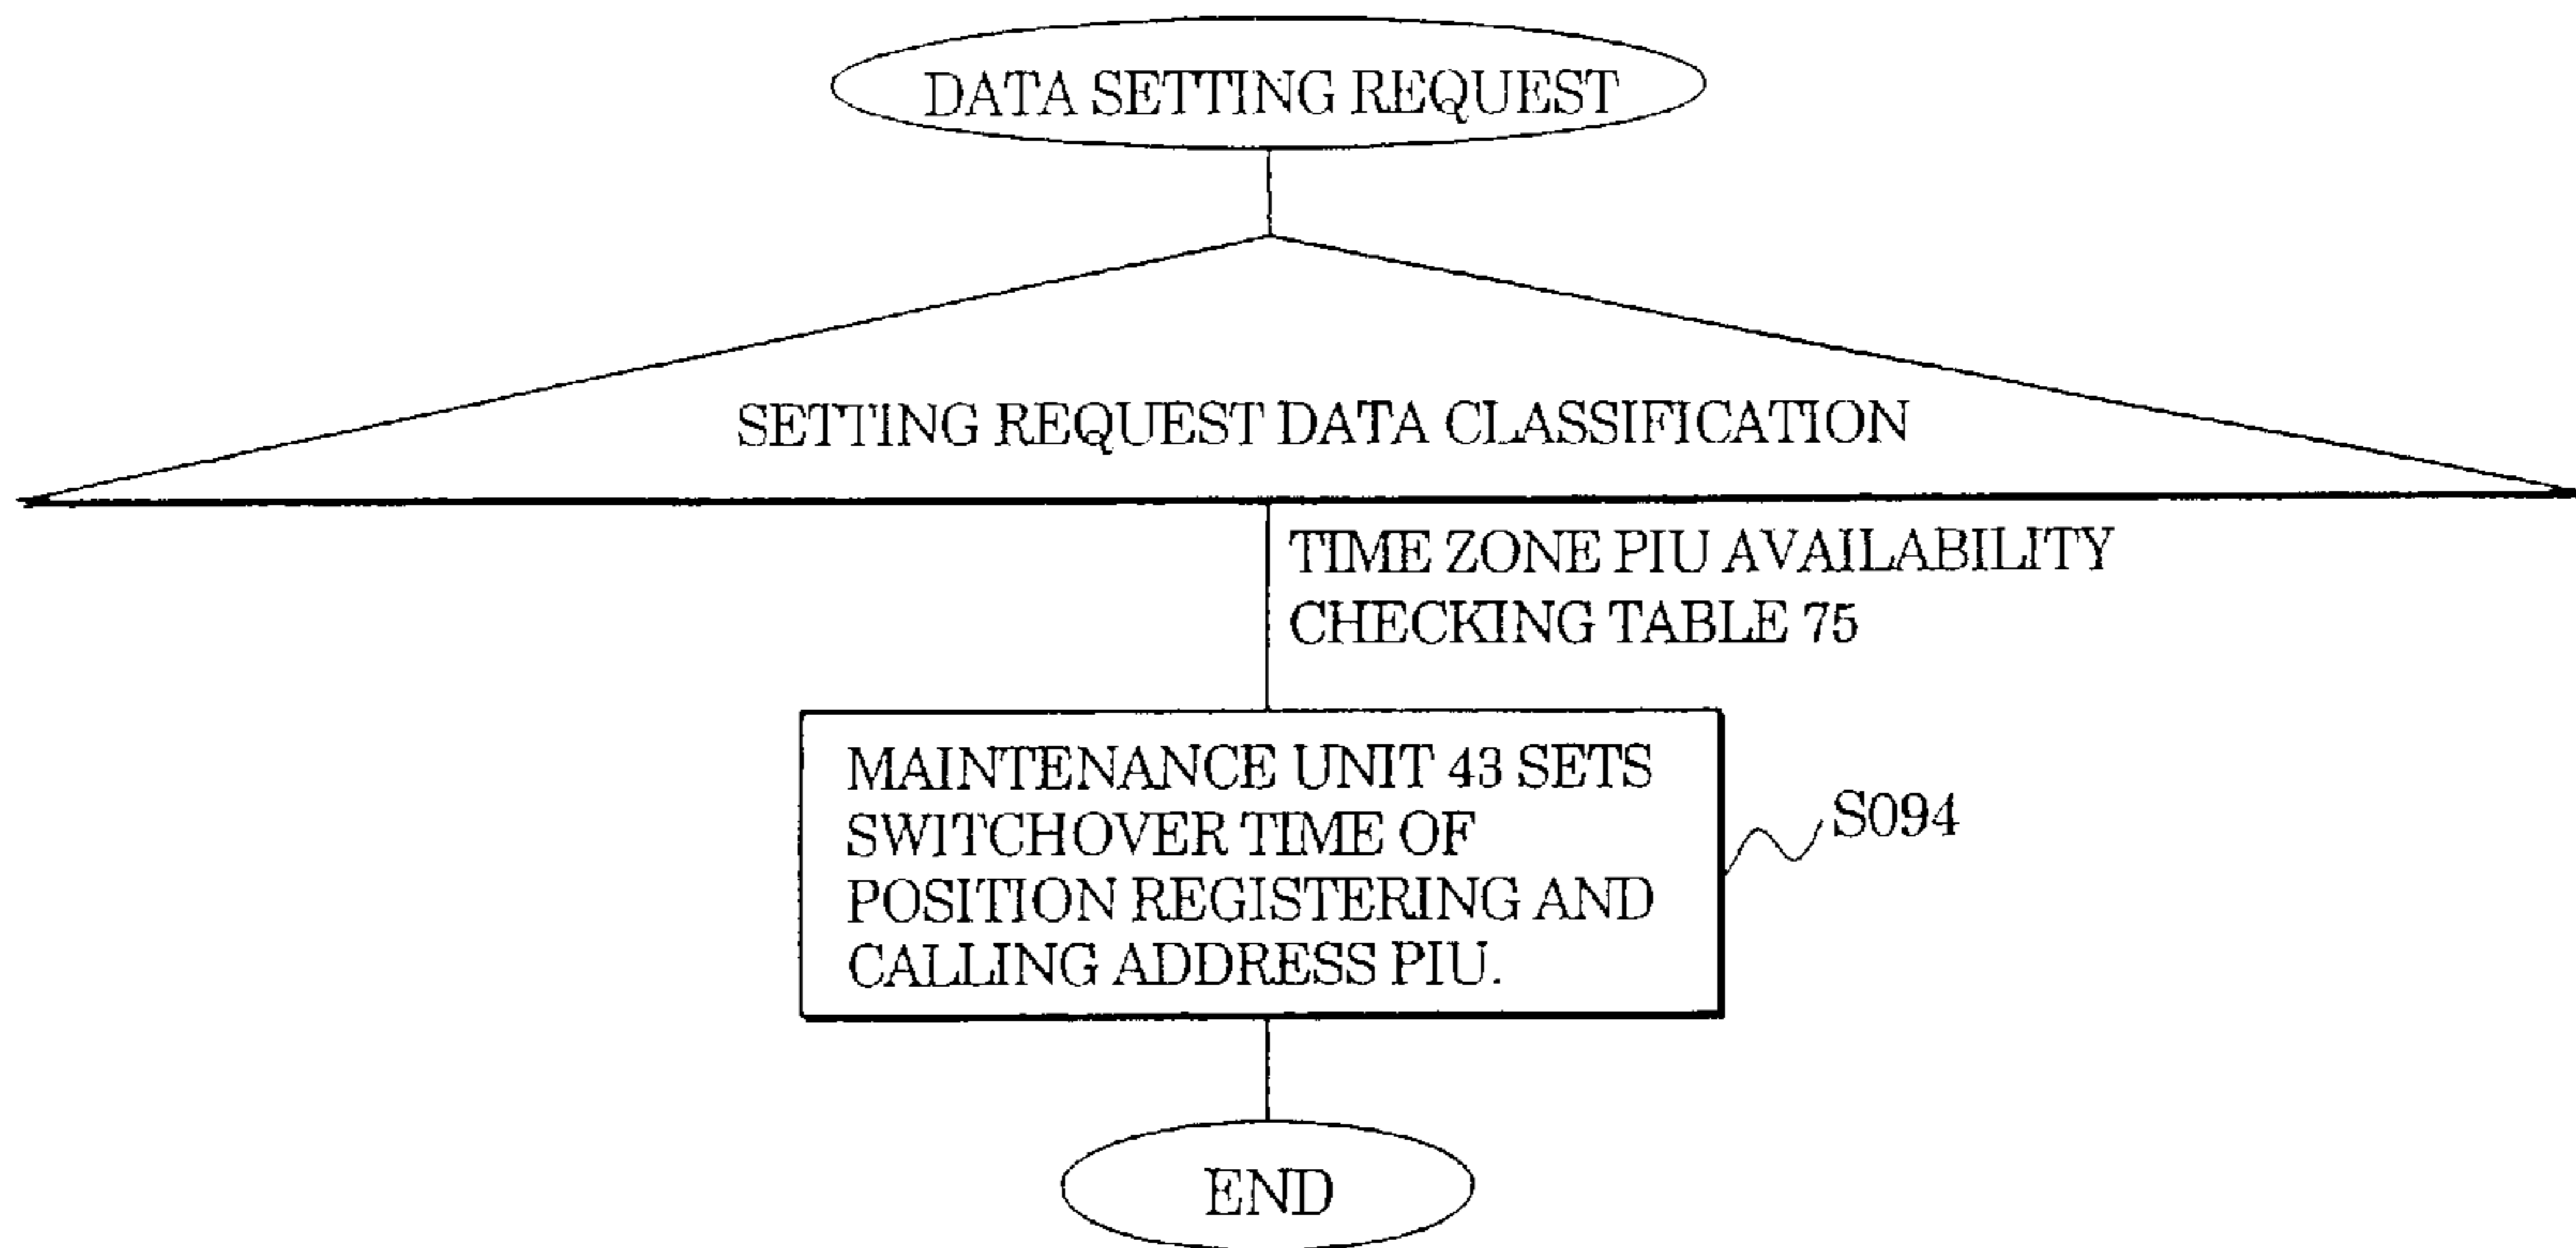 DATA SETTING REQUEST
SETTING REQUEST DATA CLASSIFICATION
TIME ZONE PIU AVAILABILITY
CHECKING TABLE 75
MAINTENANCE UNIT 43 SETS
SWITCHOVER TIME OF
POSITION REGISTERING AND
CALLING ADDRESS PIU.
S094
END